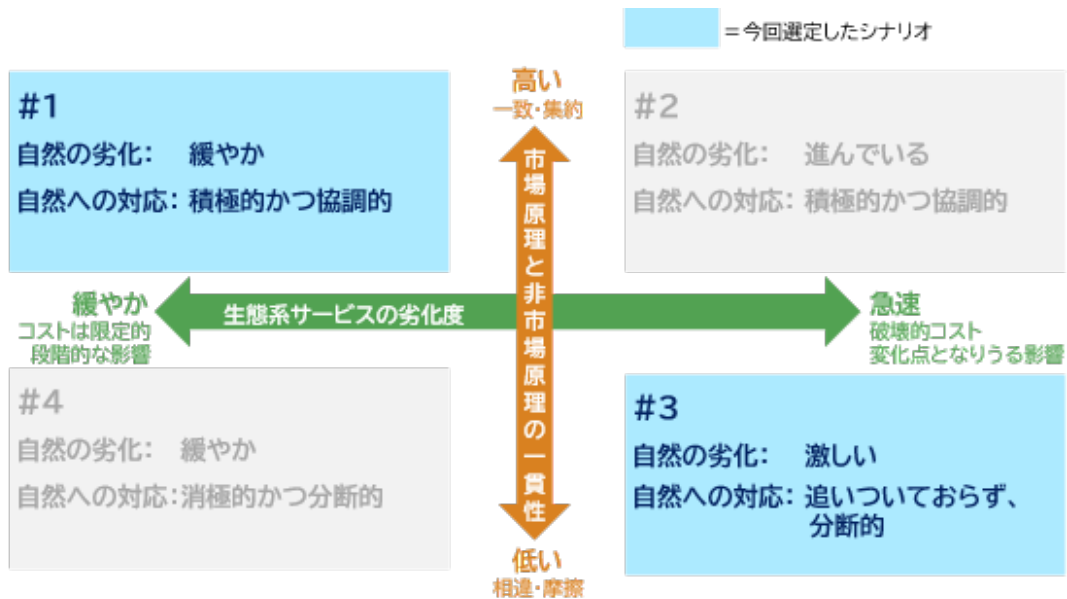 =今回選定したシナリオ
高い
一致・集約
#1
自然の劣化: 緩やか
自然への対応: 積極的かつ協調的
#2
自然の劣化: 進んでいる
自然への対応: 積極的かつ協調的
市場原理と非市場原理の一貫性
緩やか
コストは限定的
段階的な影響
生態系サービスの劣化度
急速
破壊的コスト
変化点となりうる影響
#4
自然の劣化: 緩やか
自然への対応:消極的かつ分断的
#3
自然の劣化: 激しい
自然への対応: 追いついておらず、
分断的
低い
相違・摩擦